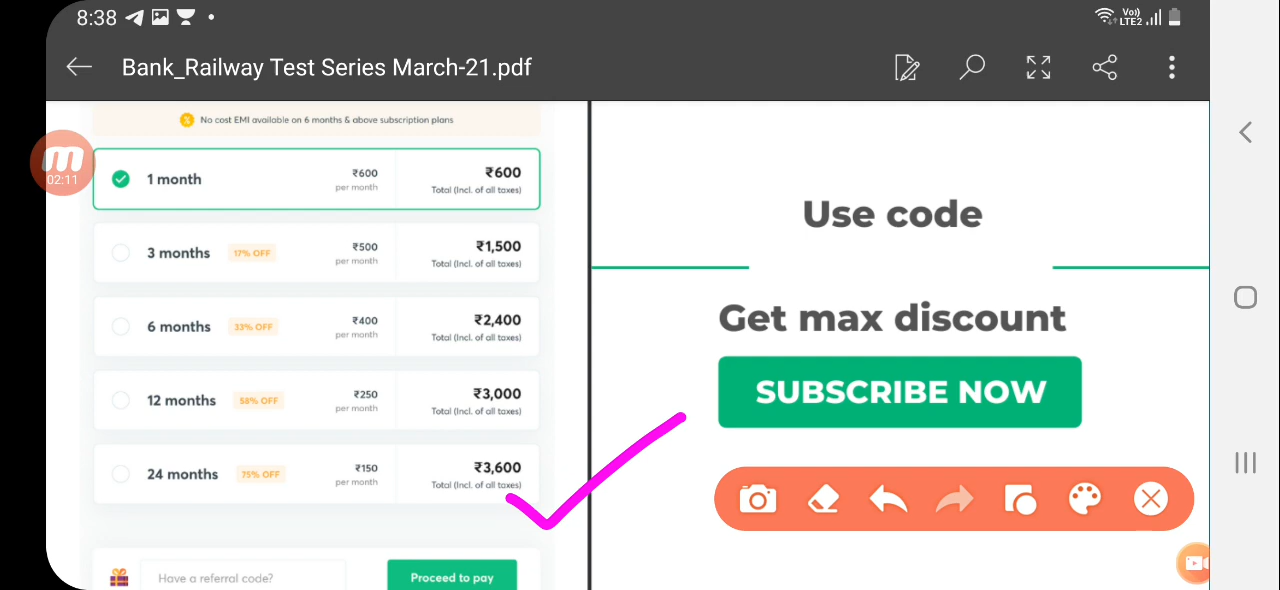 8:38
Vo))
LTE2
Bank_Railway Test Series March-21.pdf
02:11
No cost EMI available on 6 months & above subscription plans
1 month ₹600 ₹600
per month Total (Incl. of all taxes)
3 months 17% OFF ₹500 ₹1,500
per month Total (Incl. of all taxes)
6 months 33% OFF ₹400 ₹2,400
per month Total (Incl. of all taxes)
12 months 58% OFF ₹250 ₹3,000
per month Total (Incl. of all taxes)
24 months 75% OFF ₹150 ₹3,600
per month Total (Incl. of all taxes)
Have a referral code? Proceed to pay
Use code
Get max discount
SUBSCRIBE NOW